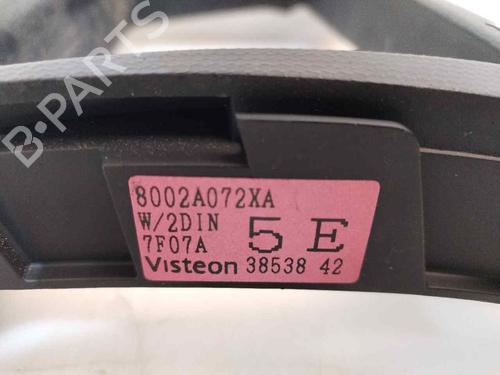 B-PARTS
8002A072XA
W/2DIN
7F07A
5 E
Visteon 38538 42